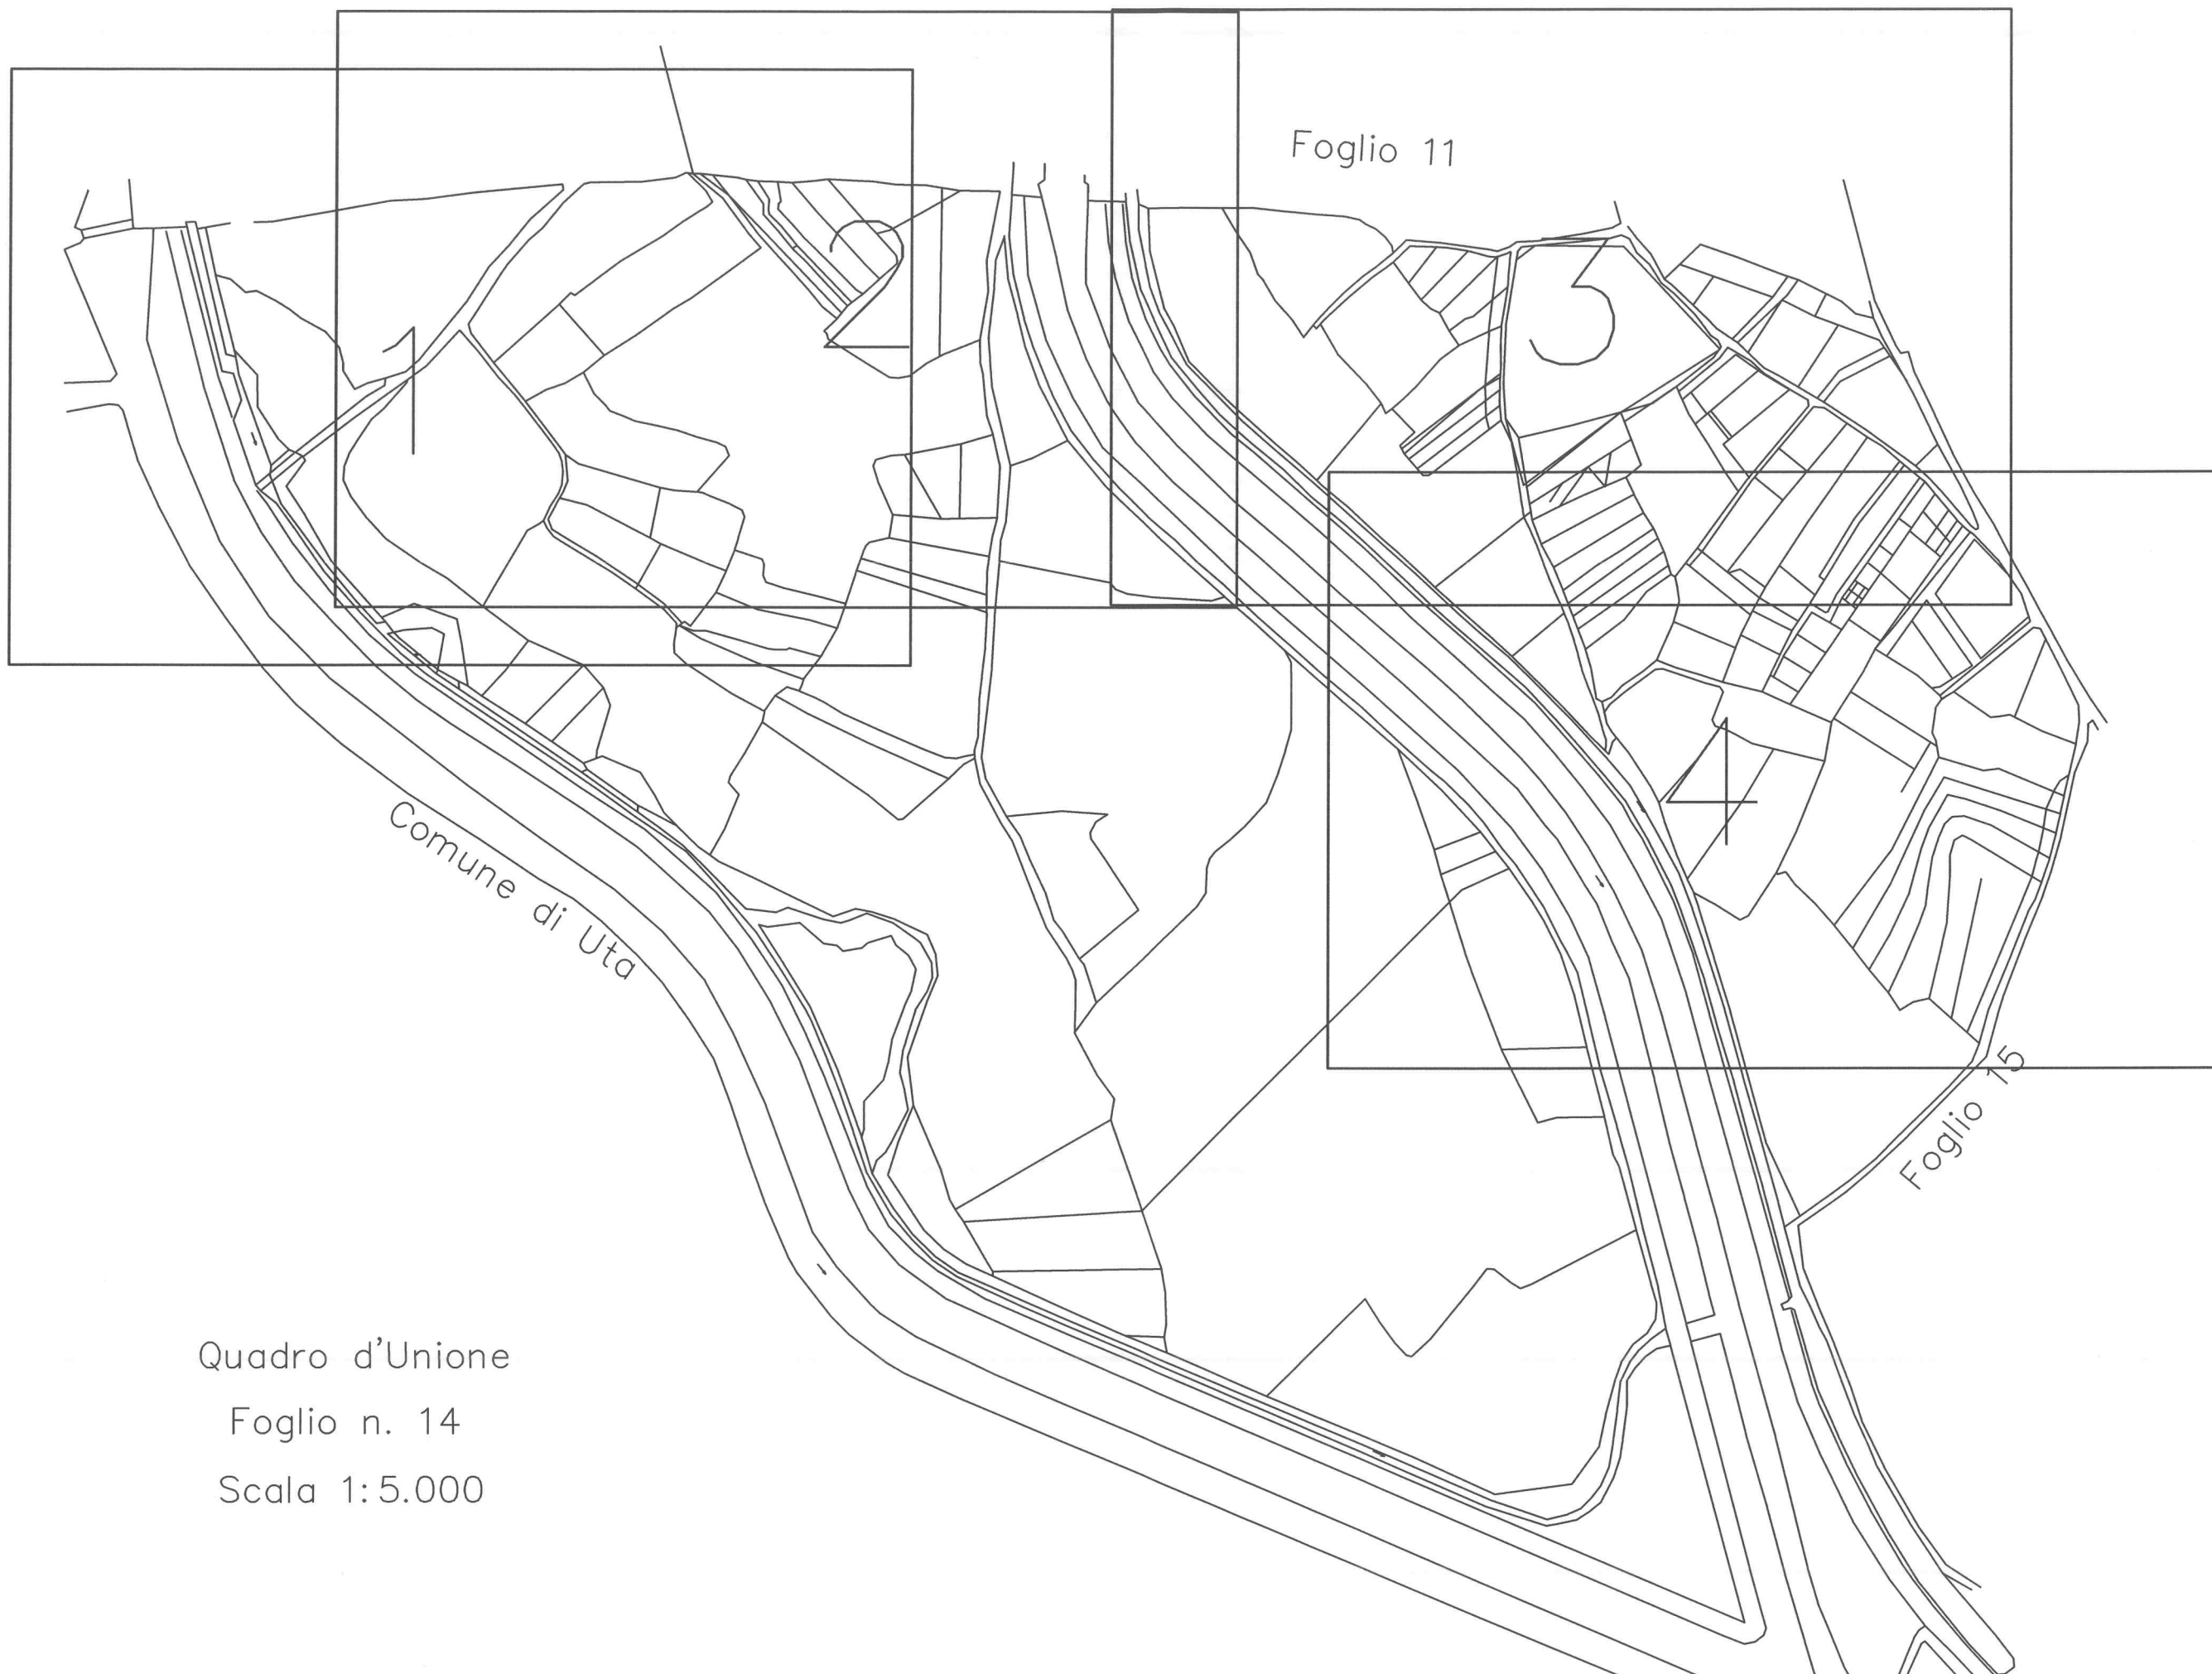 Foglio 11
1
2
3
4
Comune di Uta
Foglio 15
Quadro d'Unione
Foglio n. 14
Scala 1:5.000